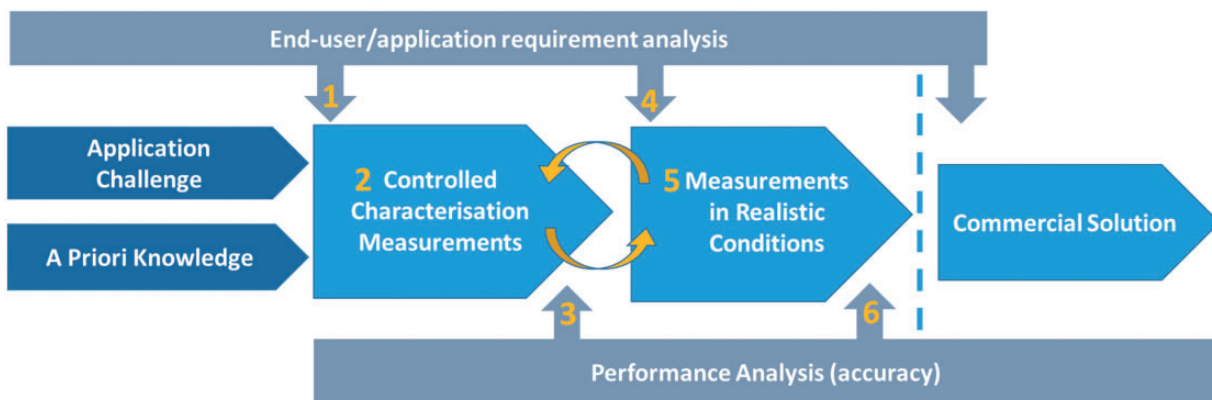 End-user/application requirement analysis
1
4
Application
Challenge
A Priori Knowledge
2 Controlled
Characterisation
Measurements
5 Measurements
in Realistic
Conditions
Commercial Solution
3
6
Performance Analysis (accuracy)